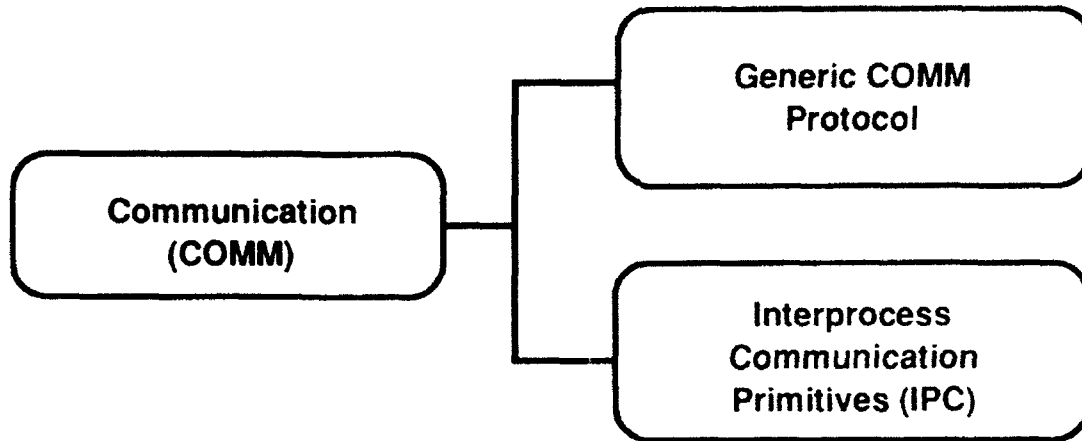 Generic COMM
Protocol
Communication
(COMM)
Interprocess
Communication
Primitives (IPC)